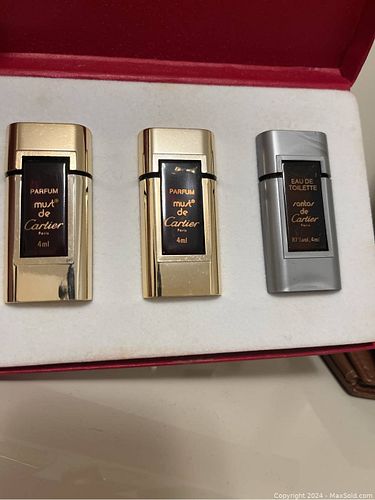 PARFUM
must®
de
Cartier
Paris
4ml
PARFUM
must®
de
Cartier
Paris
4ml
EAU DE
TOILETTE
santos
de
Cartier
Paris
4ml
Copyright 2024 - MaxSold.com